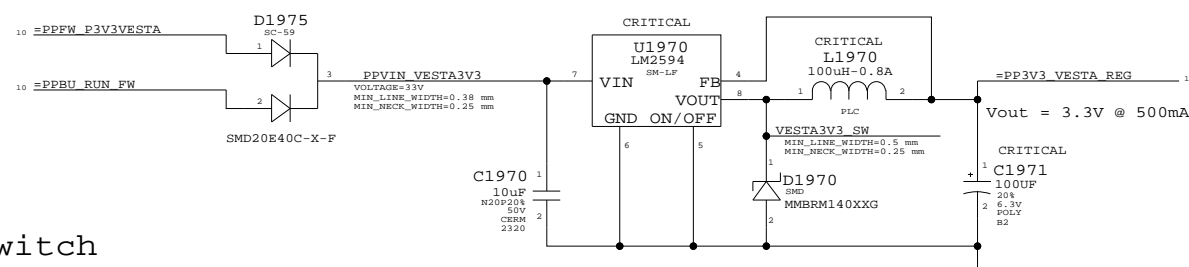 D1975
SC-59
10 =PPFW_P3V3VESTA
1
10 =PPBU_RUN_FW
2
SMD20E40C-X-F
3
PPVIN_VESTA3V3
VOLTAGE=33V
MIN_LINE_WIDTH=0.38 mm
MIN_NECK_WIDTH=0.25 mm
CRITICAL
U1970
LM2594
SM-LF
7
VIN
FB
4
VOUT
8
GND ON/OFF
6
5
CRITICAL
L1970
100uH-0.8A
1
2
PLC
=PP3V3_VESTA_REG
1
Vout = 3.3V @ 500mA
VESTA3V3_SW
MIN_LINE_WIDTH=0.5 mm
MIN_NECK_WIDTH=0.25 mm
1
D1970
SMD
MMBRM140XXG
2
C1970
1
10uF
N20P20%
50V
CERM
2320
2
CRITICAL
1
C1971
+
100UF
20%
6.3V
POLY
B2
2
witch